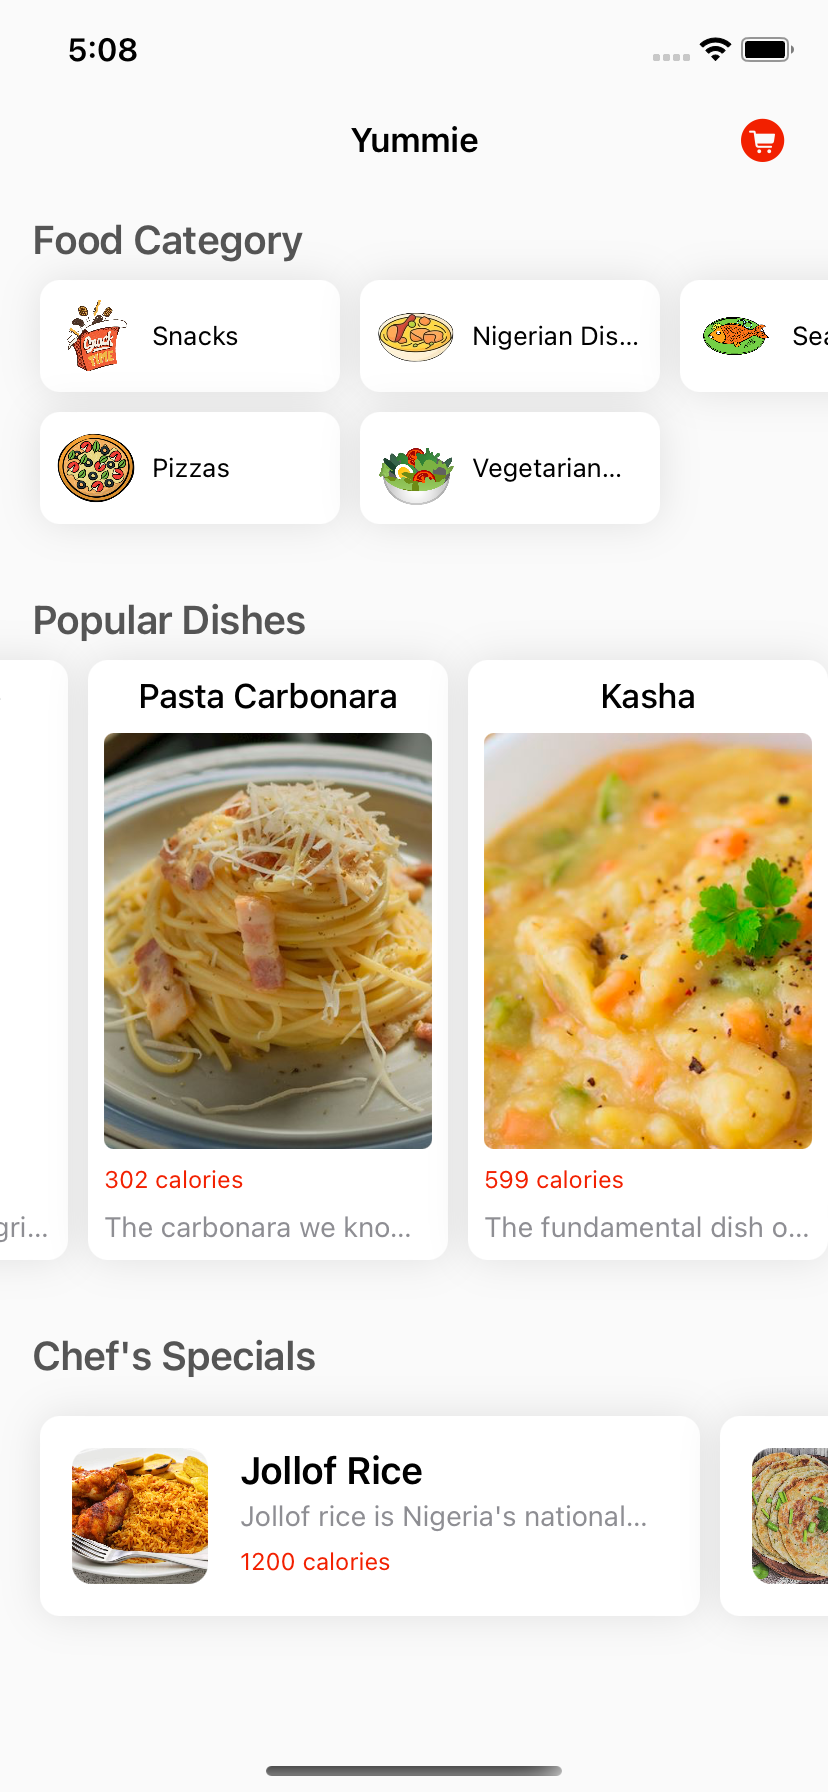 5:08
Yummie
Food Category
Snack
TIME
Snacks
Nigerian Dis...
Sea
Pizzas
Vegetarian...
Popular Dishes
Pasta Carbonara
Kasha
302 calories
599 calories
gri...
The carbonara we kno...
The fundamental dish o...
Chef's Specials
Jollof Rice
Jollof rice is Nigeria's national...
1200 calories